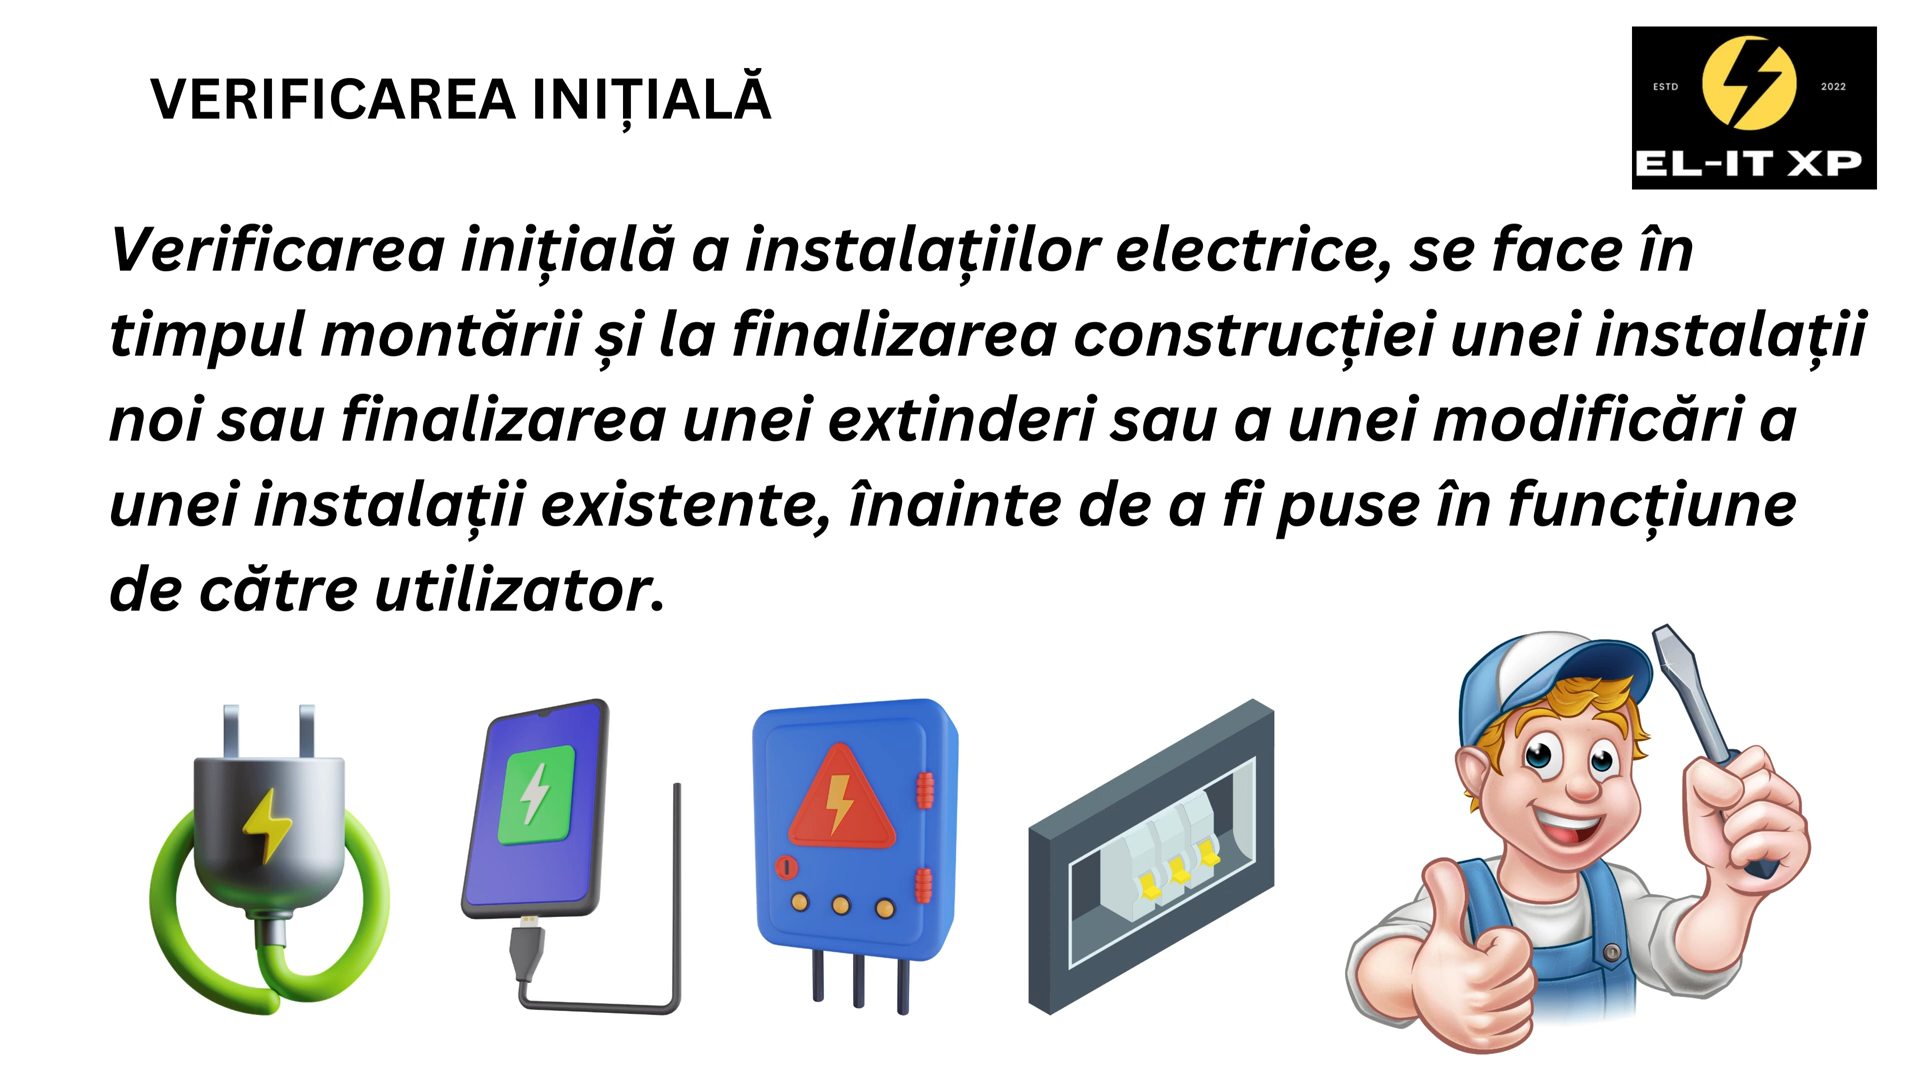 VERIFICAREA INIȚIALĂ
ESTD 2022
EL-IT XP
Verificarea inițială a instalațiilor electrice, se face în
timpul montării și la finalizarea construcției unei instalații
noi sau finalizarea unei extinderi sau a unei modificări a
unei instalații existente, înainte de a fi puse în funcțiune
de către utilizator.